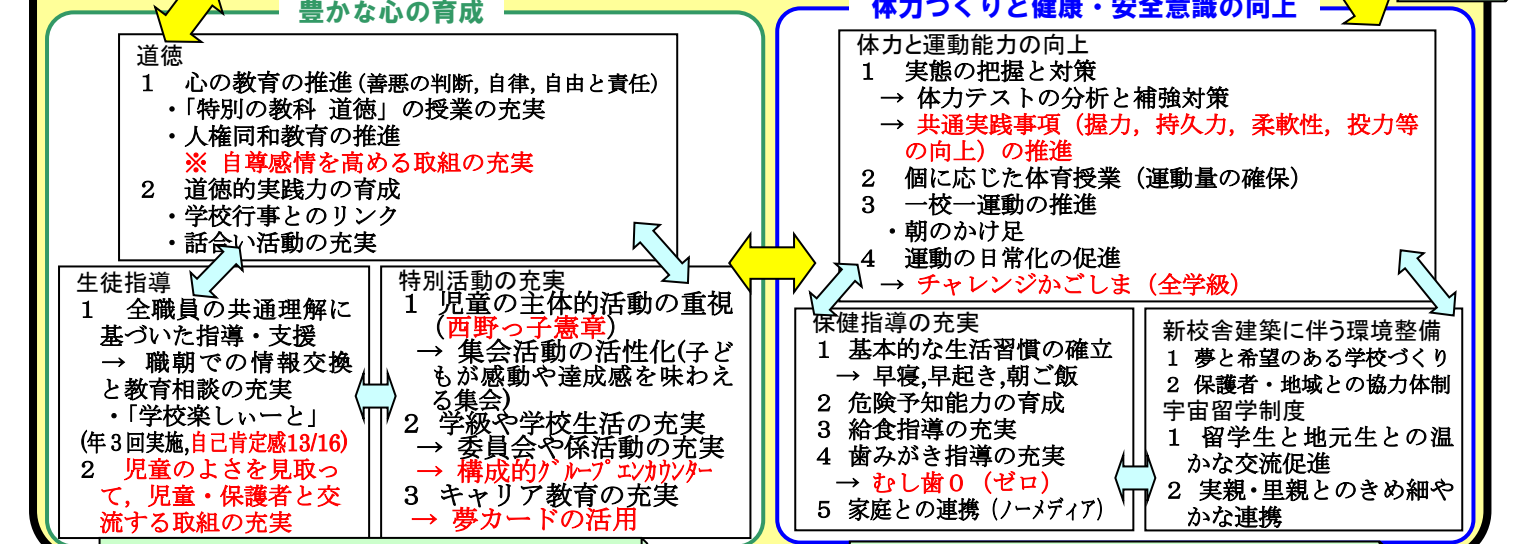 豊かな心の育成
道徳
1 心の教育の推進(善悪の判断, 自律, 自由と責任)
・「特別の教科 道徳」の授業の充実
・人権同和教育の推進
※ 自尊感情を高める取組の充実
2 道徳的実践力の育成
・学校行事とのリンク
・話合い活動の充実
生徒指導
1 全職員の共通理解に
基づいた指導・支援
→ 職朝での情報交換
と教育相談の充実
・「学校楽しぃーと」
(年３回実施,自己肯定感13/16)
2 児童のよさを見取っ
て，児童・保護者と交
流する取組の充実
特別活動の充実
1 児童の主体的活動の重視
(西野っ子憲章)
→ 集会活動の活性化(子ど
もが感動や達成感を味わえ
る集会)
2 学級や学校生活の充実
→ 委員会や係活動の充実
→ 構成的ｸﾞﾙｰﾌﾟｴﾝｶｳﾝﾀｰ
3 キャリア教育の充実
→ 夢カードの活用
体力づくりと健康・安全意識の向上
体力と運動能力の向上
1 実態の把握と対策
→ 体力テストの分析と補強対策
→ 共通実践事項（握力，持久力，柔軟性，投力等
の向上）の推進
2 個に応じた体育授業（運動量の確保）
3 一校一運動の推進
・朝のかけ足
4 運動の日常化の促進
→ チャレンジかごしま（全学級）
保健指導の充実
1 基本的な生活習慣の確立
→ 早寝,早起き,朝ご飯
2 危険予知能力の育成
3 給食指導の充実
4 歯みがき指導の充実
→ むし歯０（ゼロ）
5 家庭との連携（ノーメディア）
新校舎建築に伴う環境整備
1 夢と希望のある学校づくり
2 保護者・地域との協力体制
宇宙留学制度
1 留学生と地元生との温
かな交流促進
2 実親・里親とのきめ細や
かな連携